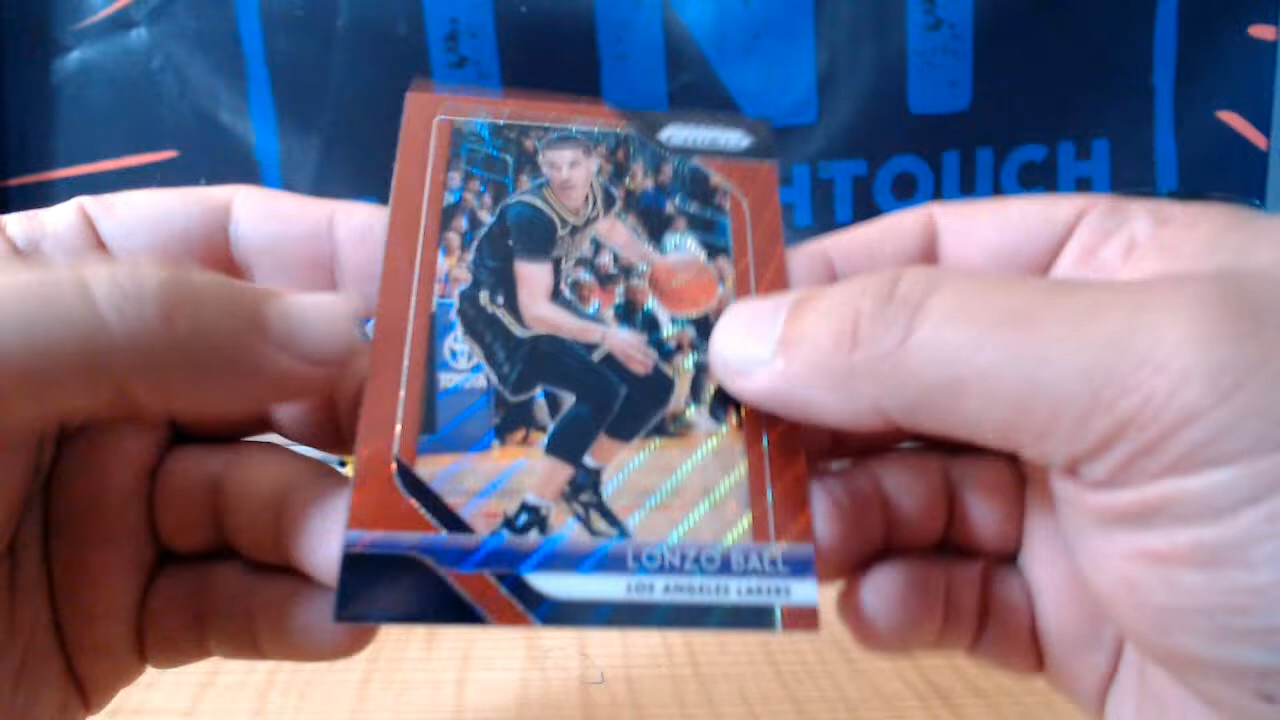 HTOUCH
PRIZM
TOYOTA
LONZO BALL
LOS ANGELES LAKERS